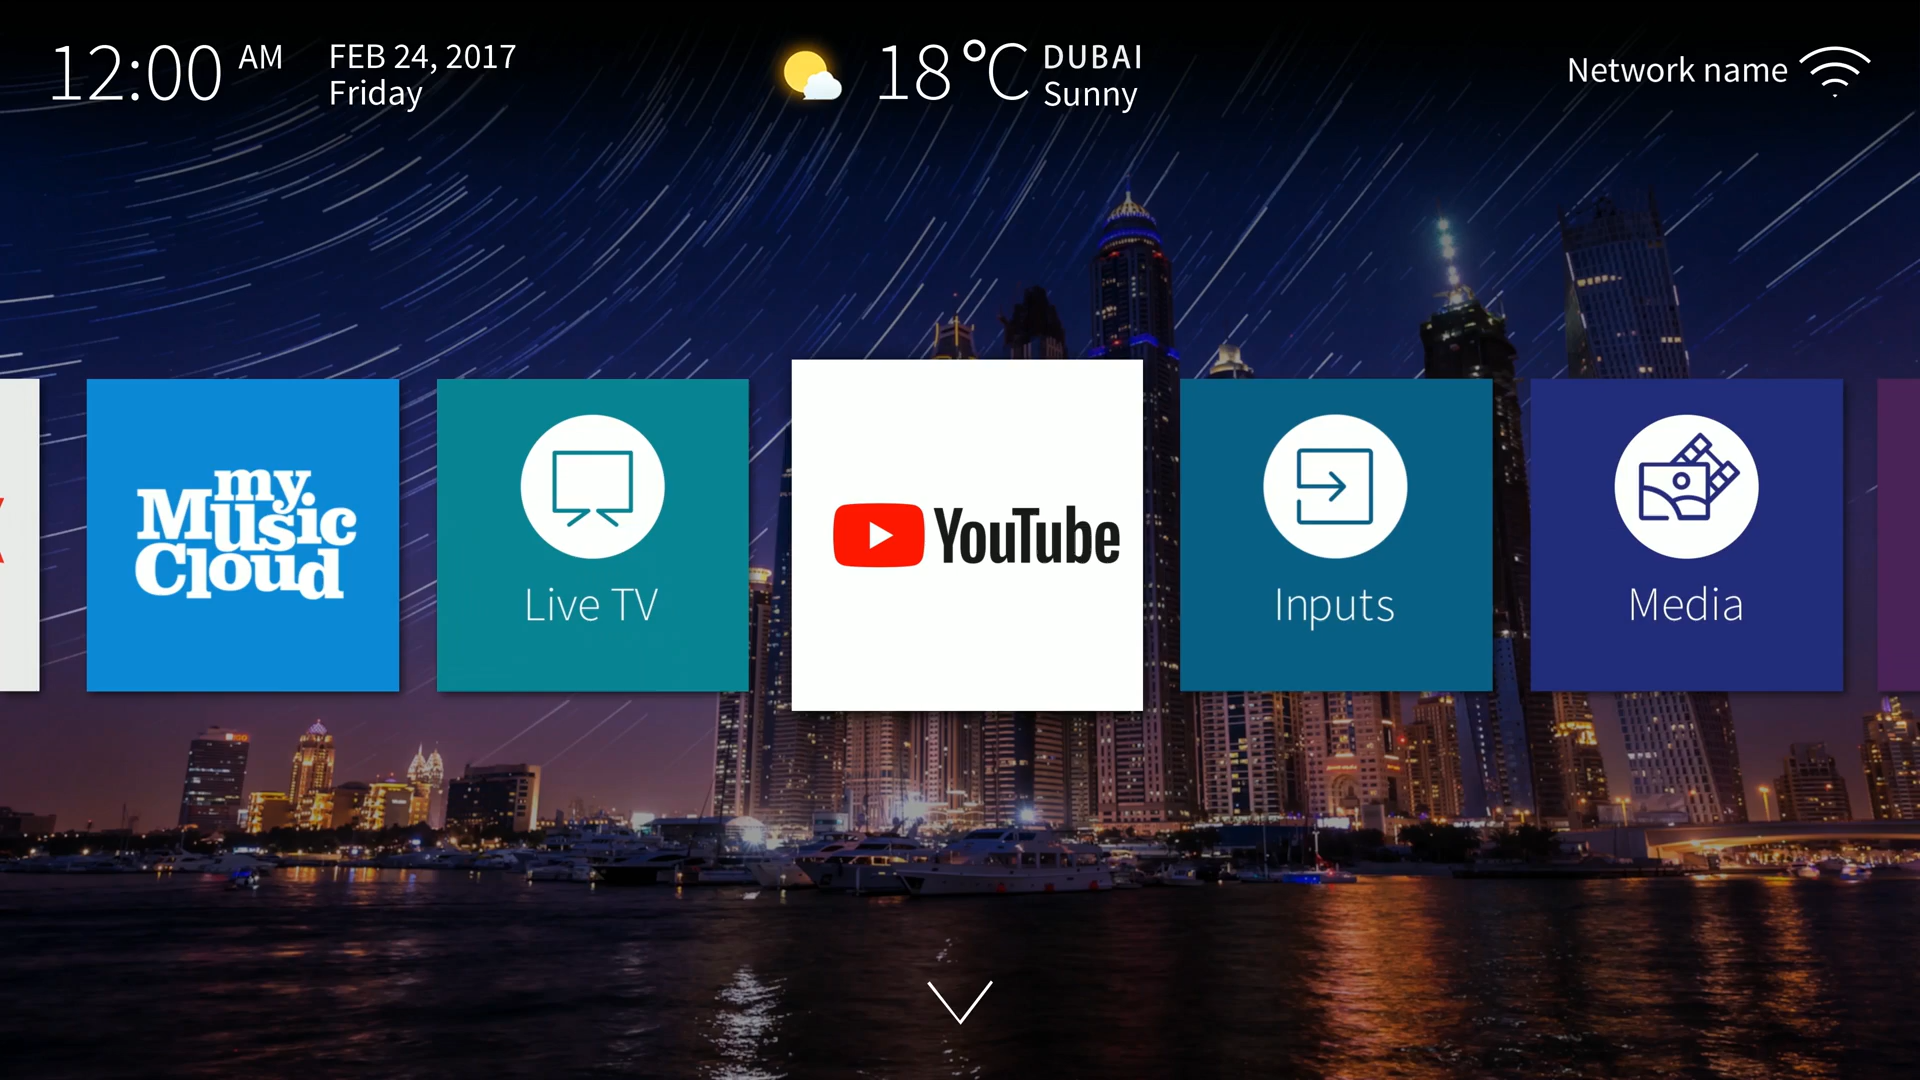 12:00 AM
FEB 24, 2017
Friday
18°C
DUBAI
Sunny
Network name
my
Music
Cloud
Live TV
YouTube
Inputs
Media